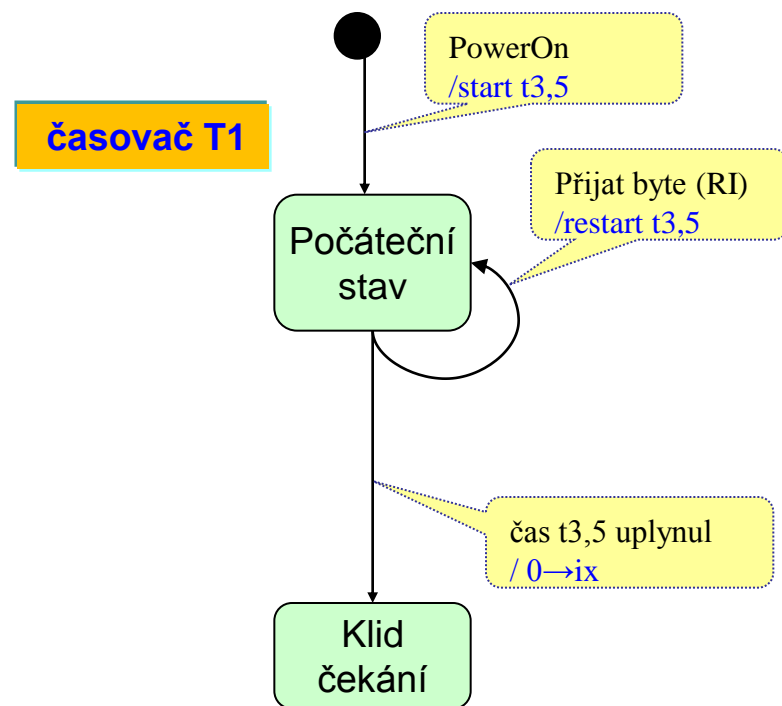 PowerOn
/start t3,5
časovač T1
Přijat byte (RI)
/restart t3,5
Počáteční
stav
čas t3,5 uplynul
/ 0→ix
Klid
čekání